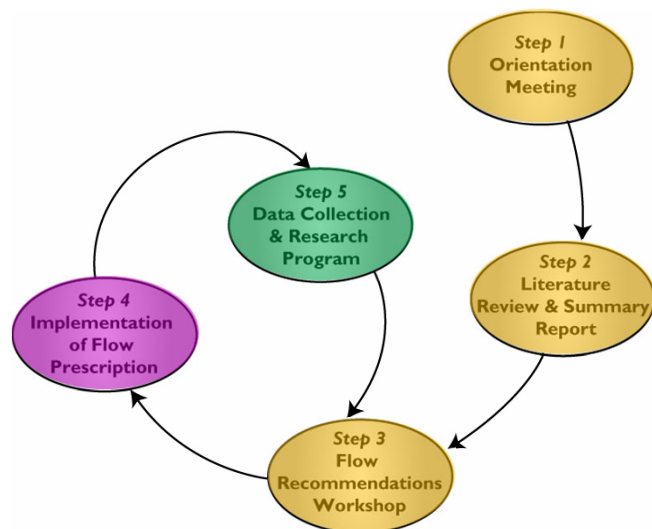 Step 1
Orientation
Meeting
Step 2
Literature
Review & Summary
Report
Step 3
Flow
Recommendations
Workshop
Step 4
Implementation
of Flow
Prescription
Step 5
Data Collection
& Research
Program